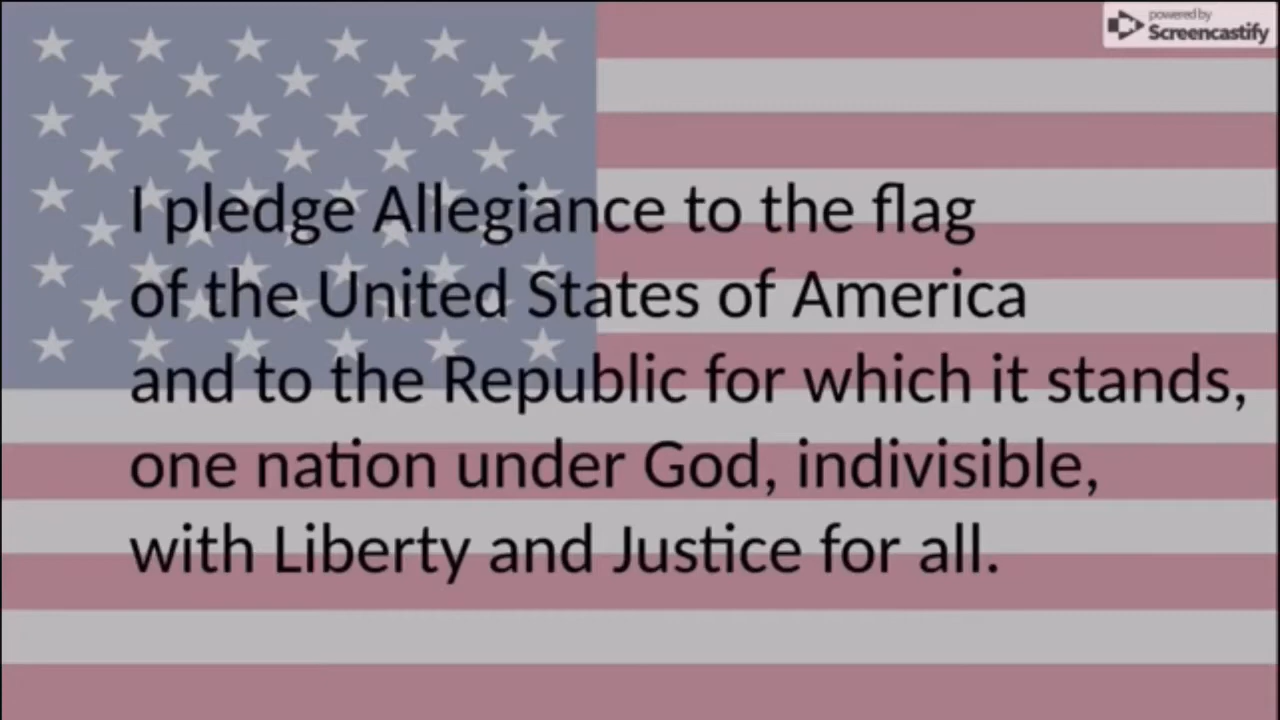 powered by
Screencastify
I pledge Allegiance to the flag
of the United States of America
and to the Republic for which it stands,
one nation under God, indivisible,
with Liberty and Justice for all.